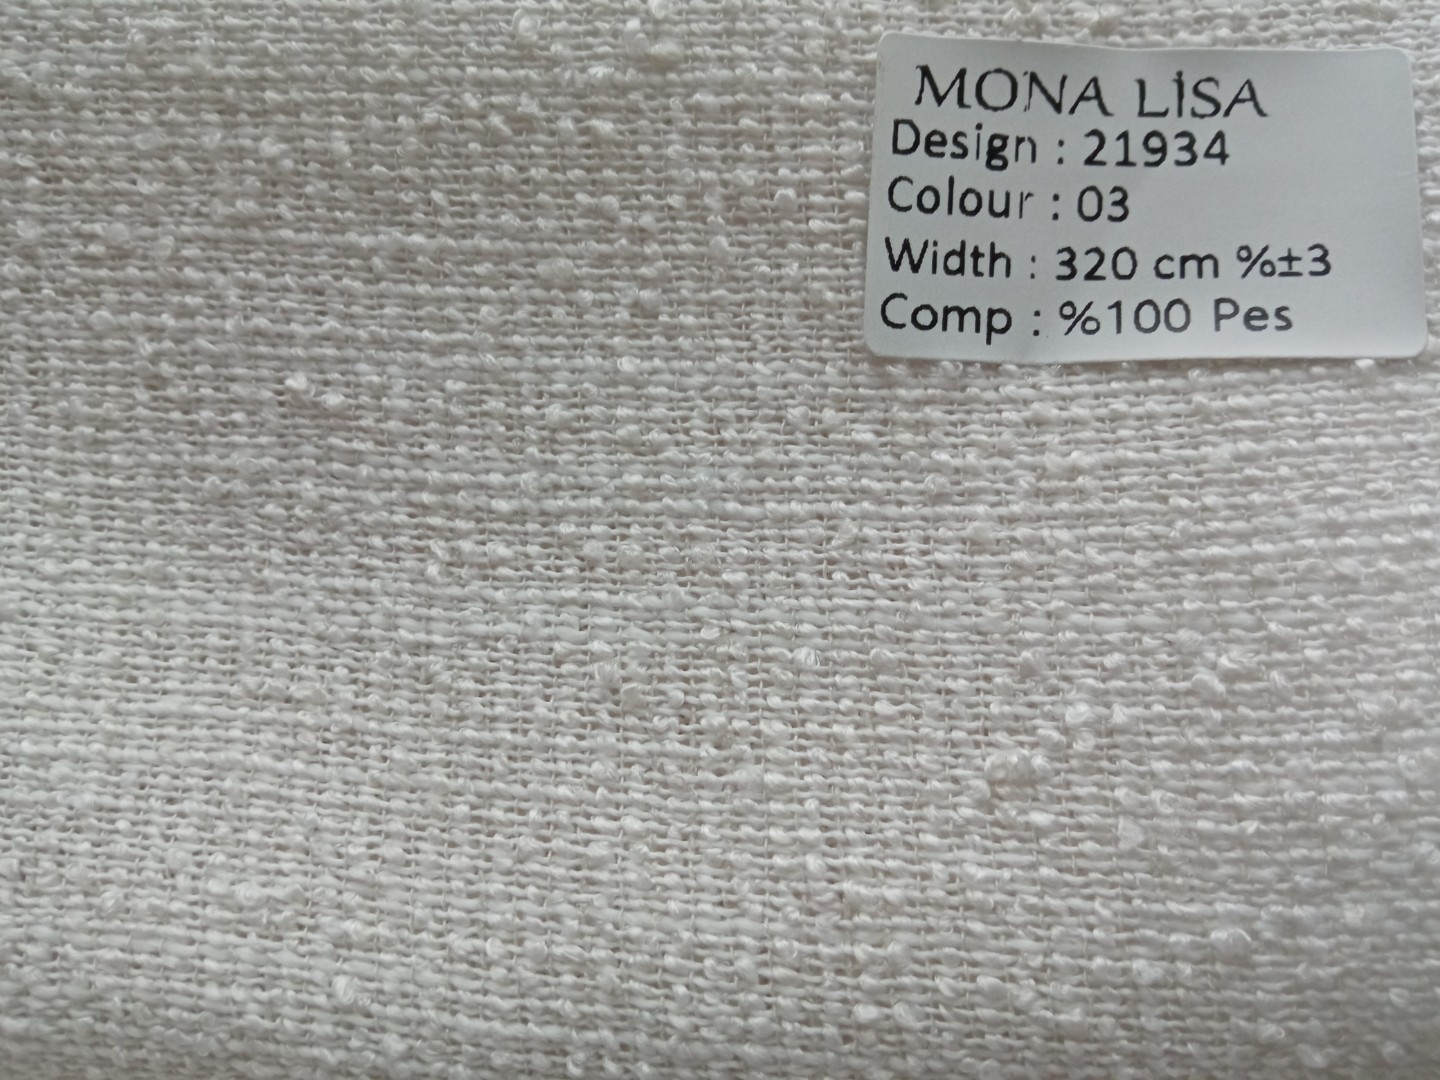 MONA LİSA
Design : 21934
Colour : 03
Width : 320 cm %±3
Comp : %100 Pes